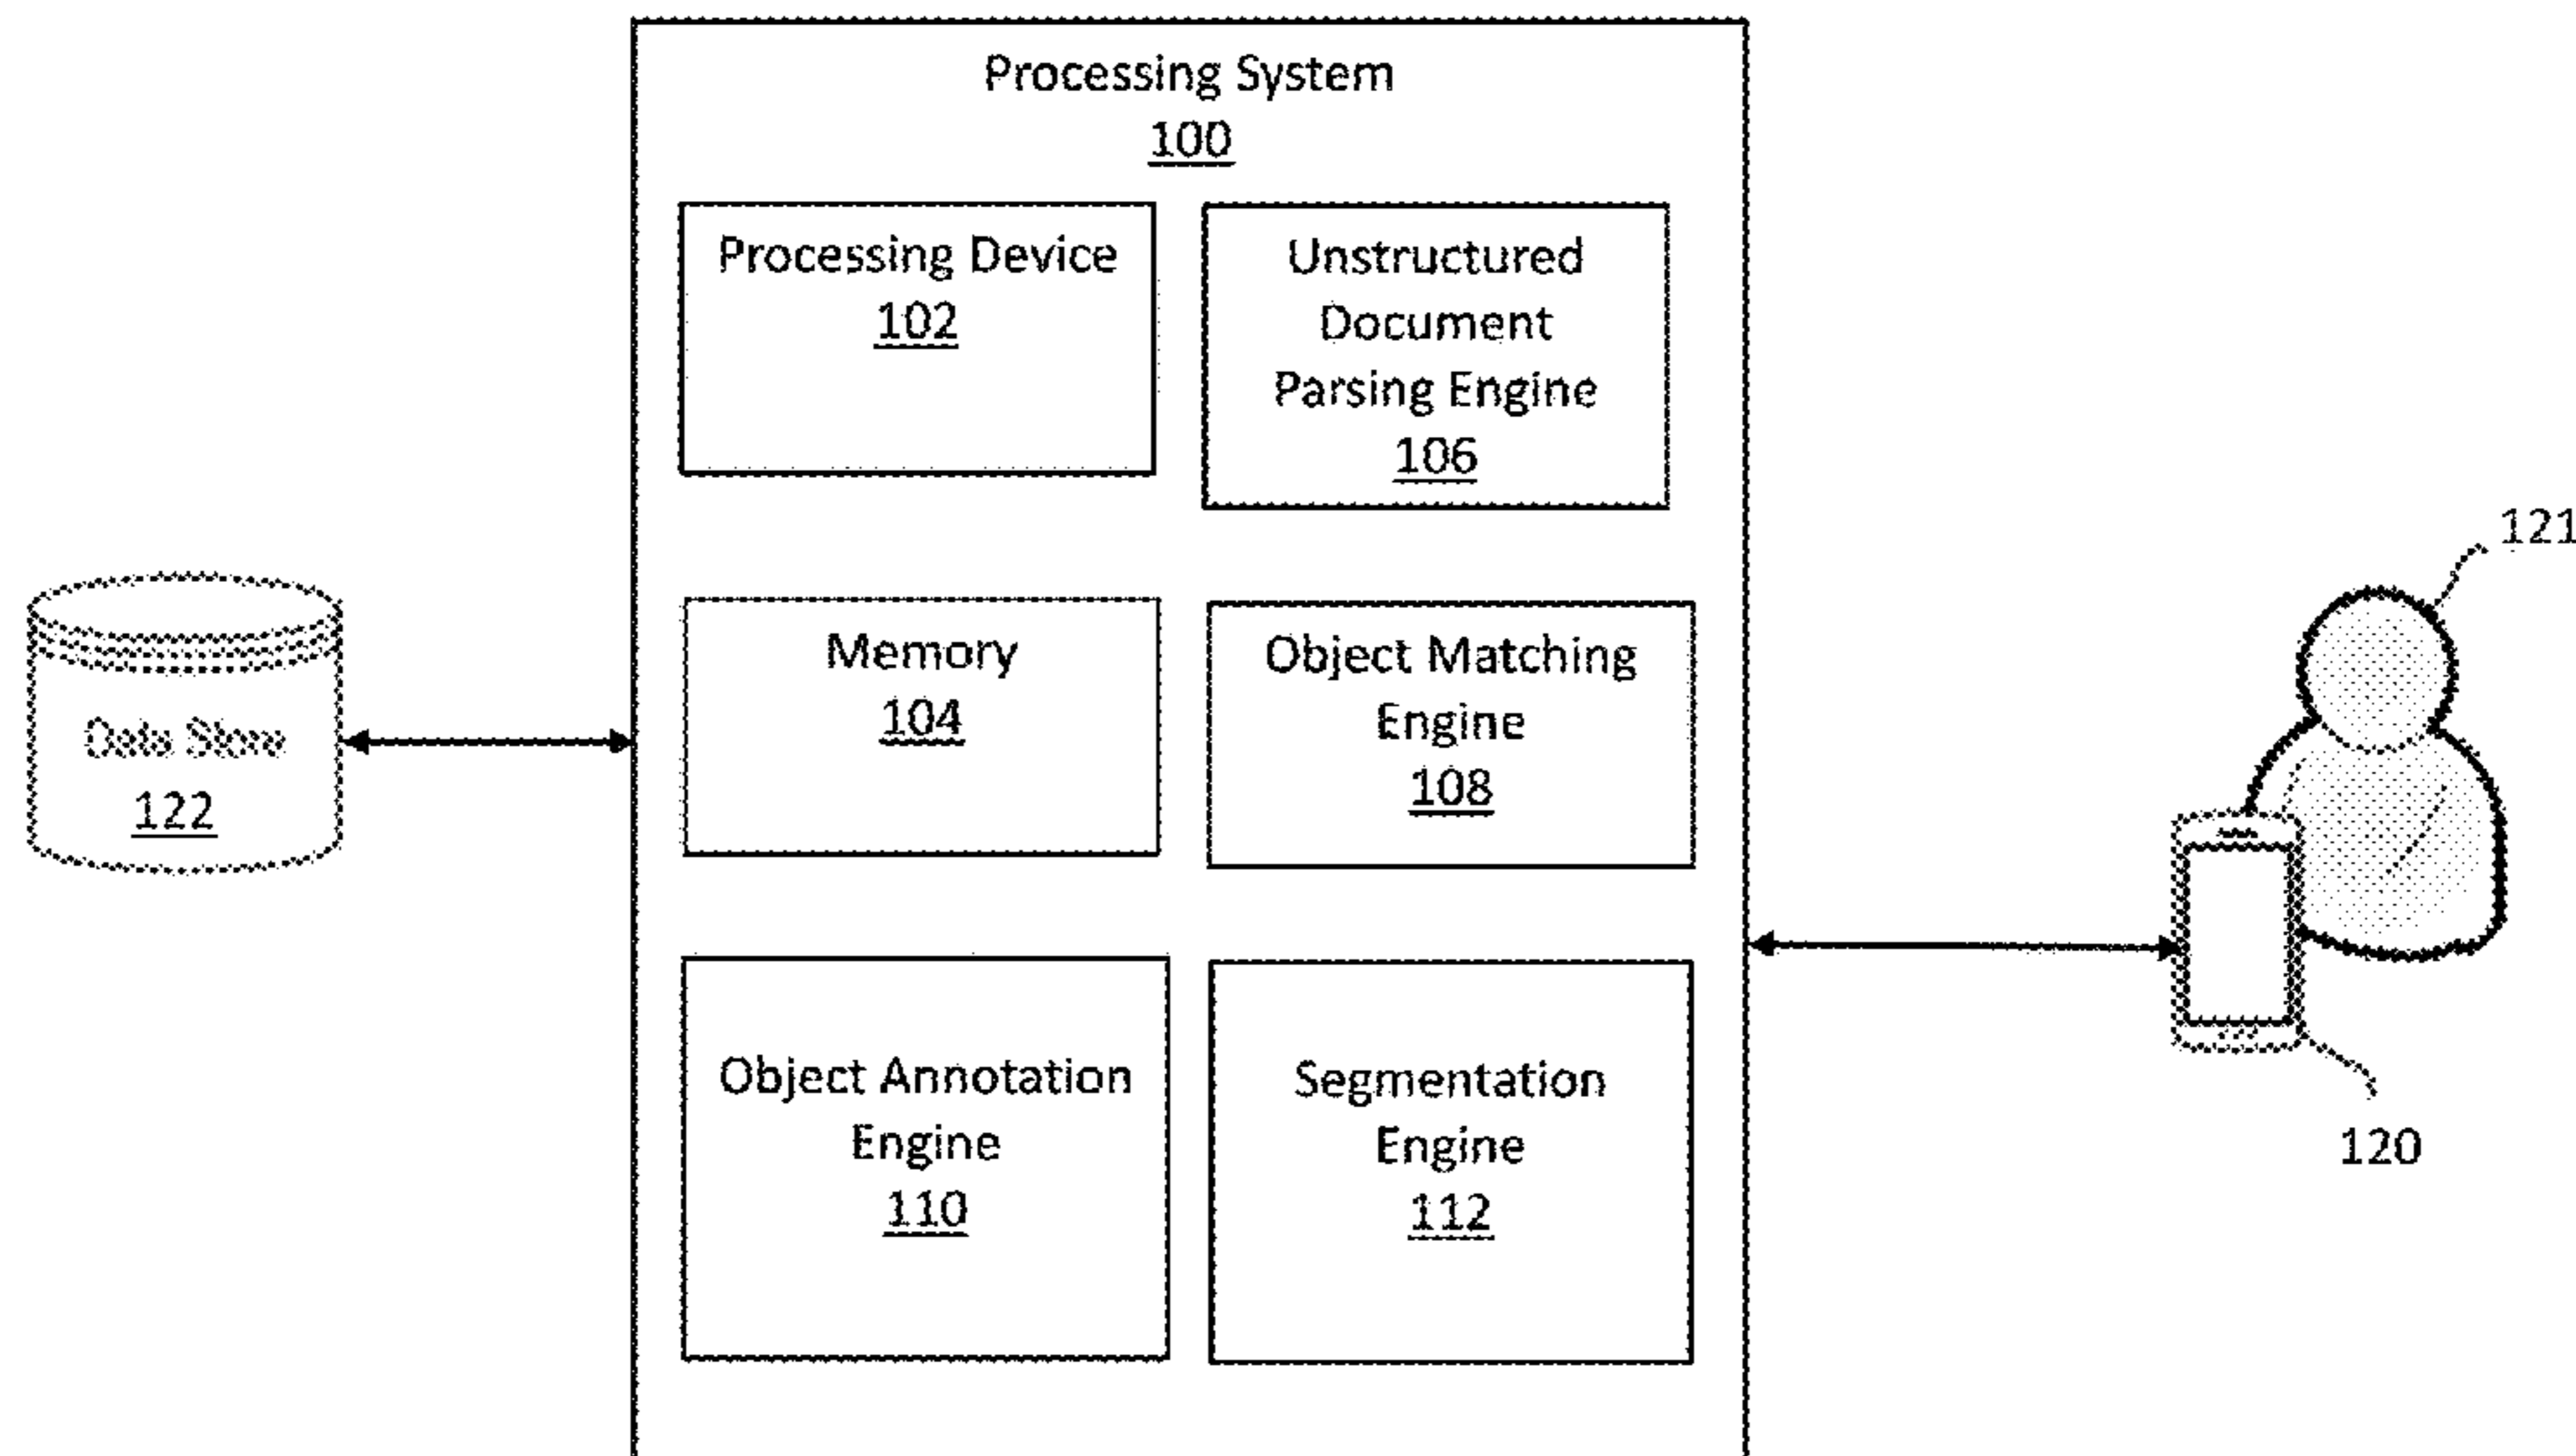 Processing System
100
Processing Device
102
Unstructured
Document
Parsing Engine
106
Memory
104
Object Matching
Engine
108
Object Annotation
Engine
110
Segmentation
Engine
112
Data Store
122
121
120